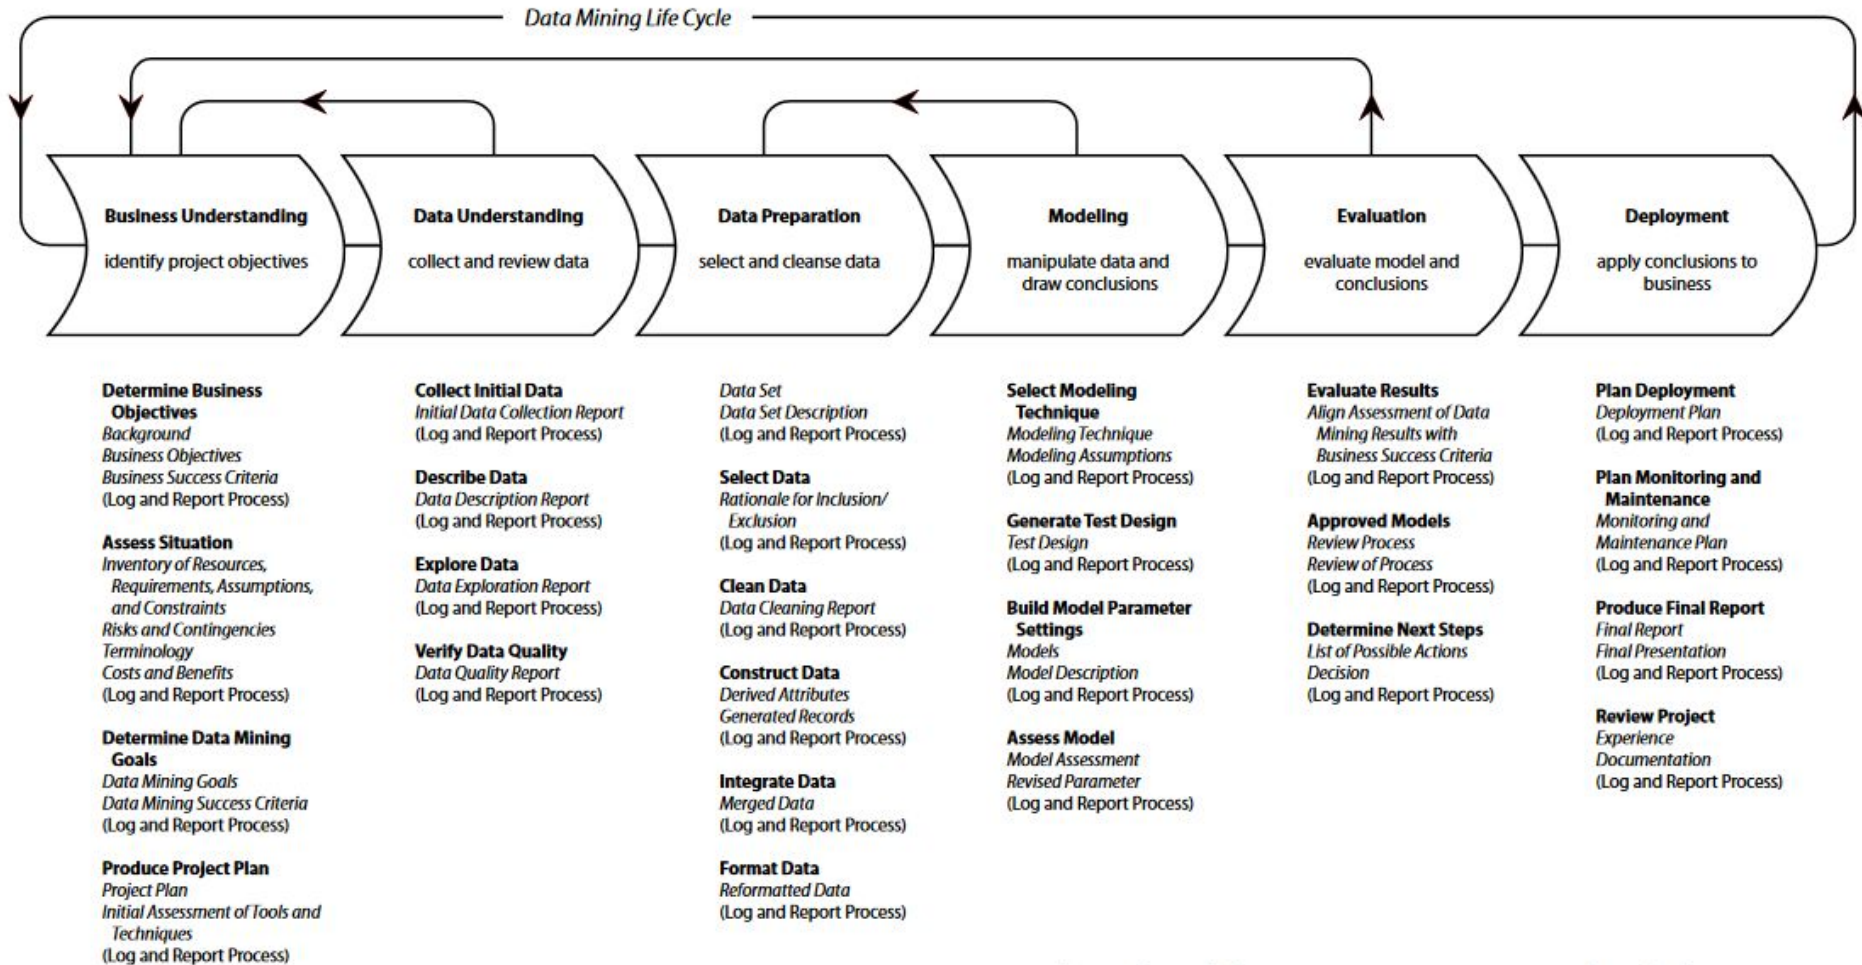 Data Mining Life Cycle
Business Understanding
identify project objectives
Data Understanding
collect and review data
Data Preparation
select and cleanse data
Modeling
manipulate data and
draw conclusions
Evaluation
evaluate model and
conclusions
Deployment
apply conclusions to
business
Determine Business
Objectives
Background
Business Objectives
Business Success Criteria
(Log and Report Process)
Assess Situation
Inventory of Resources,
Requirements, Assumptions,
and Constraints
Risks and Contingencies
Terminology
Costs and Benefits
(Log and Report Process)
Determine Data Mining
Goals
Data Mining Goals
Data Mining Success Criteria
(Log and Report Process)
Produce Project Plan
Project Plan
Initial Assessment of Tools and
Techniques
(Log and Report Process)
Collect Initial Data
Initial Data Collection Report
(Log and Report Process)
Describe Data
Data Description Report
(Log and Report Process)
Explore Data
Data Exploration Report
(Log and Report Process)
Verify Data Quality
Data Quality Report
(Log and Report Process)
Data Set
Data Set Description
(Log and Report Process)
Select Data
Rationale for Inclusion/
Exclusion
(Log and Report Process)
Clean Data
Data Cleaning Report
(Log and Report Process)
Construct Data
Derived Attributes
Generated Records
(Log and Report Process)
Integrate Data
Merged Data
(Log and Report Process)
Format Data
Reformatted Data
(Log and Report Process)
Select Modeling
Technique
Modeling Technique
Modeling Assumptions
(Log and Report Process)
Generate Test Design
Test Design
(Log and Report Process)
Build Model Parameter
Settings
Models
Model Description
(Log and Report Process)
Assess Model
Model Assessment
Revised Parameter
(Log and Report Process)
Evaluate Results
Align Assessment of Data
Mining Results with
Business Success Criteria
(Log and Report Process)
Approved Models
Review Process
Review of Process
(Log and Report Process)
Determine Next Steps
List of Possible Actions
Decision
(Log and Report Process)
Plan Deployment
Deployment Plan
(Log and Report Process)
Plan Monitoring and
Maintenance
Monitoring and
Maintenance Plan
(Log and Report Process)
Produce Final Report
Final Report
Final Presentation
(Log and Report Process)
Review Project
Experience
Documentation
(Log and Report Process)